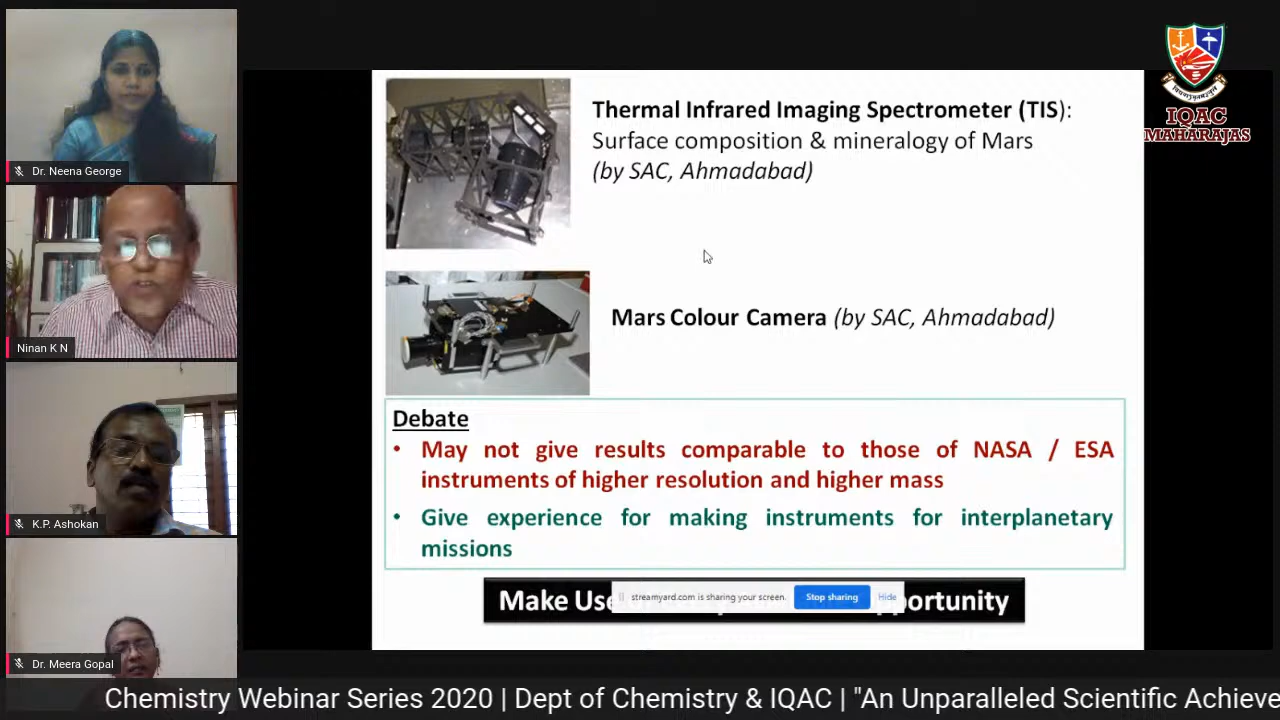 Dr. Neena George
Ninan K N
K.P. Ashokan
Dr. Meera Gopal
IQAC
MAHARAJAS
Thermal Infrared Imaging Spectrometer (TIS):
Surface composition & mineralogy of Mars
(by SAC, Ahmadabad)
Mars Colour Camera (by SAC, Ahmadabad)
Debate
• May not give results comparable to those of NASA / ESA
instruments of higher resolution and higher mass
• Give experience for making instruments for interplanetary
missions
Make
streamyard.com is sharing your screen. Stop sharing Hide
Chemistry Webinar Series 2020 | Dept of Chemistry & IQAC | "An Unparalleled Scientific Achieve